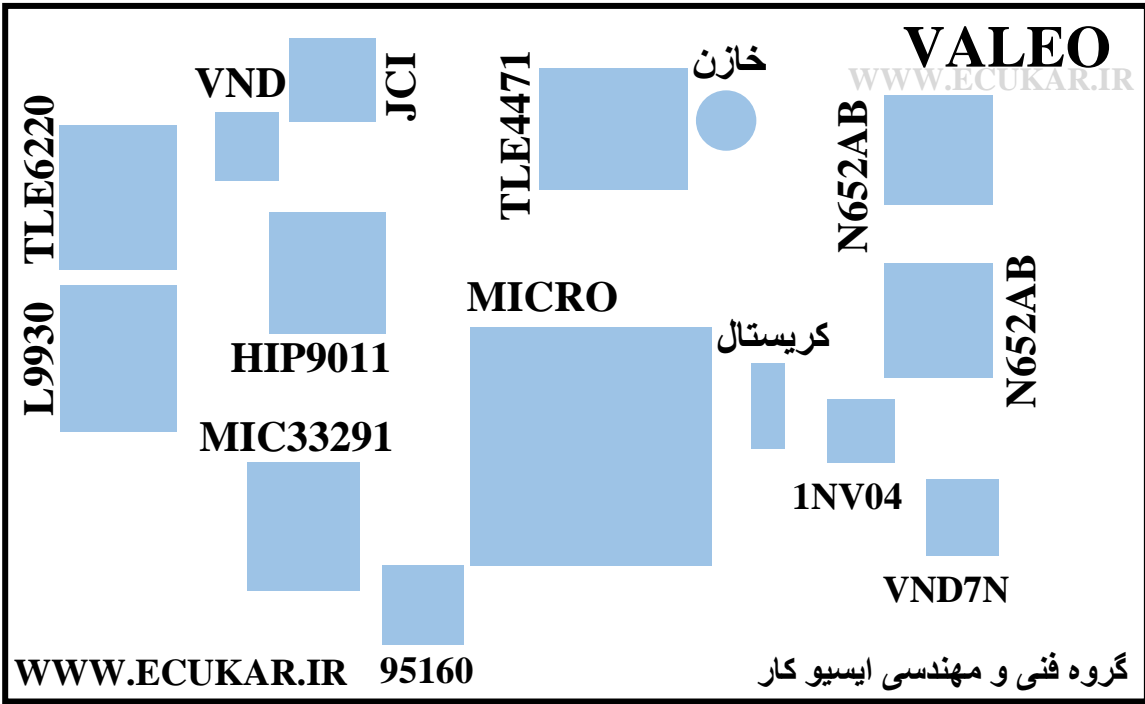 VALEO
WWW.ECUKAR.IR
خازن
VND
JCI
TLE4471
TLE6220
N652AB
MICRO
کریستال
N652AB
L9930
HIP9011
MIC33291
1NV04
VND7N
WWW.ECUKAR.IR
95160
گروه فنی و مهندسی ایسیو کار